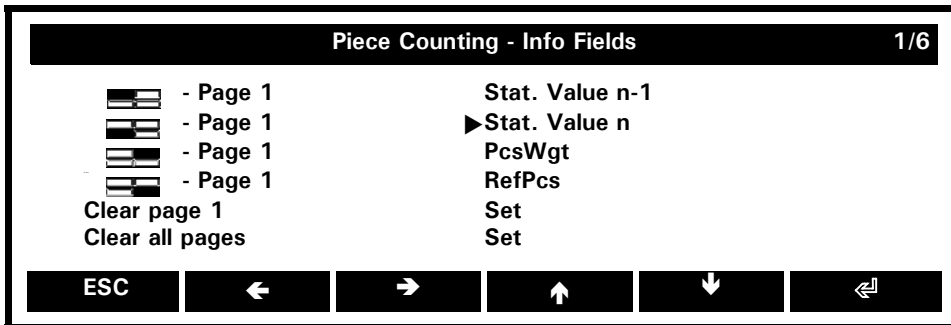 Piece Counting - Info Fields 1/6
- Page 1 Stat. Value n-1
- Page 1 ▶Stat. Value n
- Page 1 PcsWgt
- Page 1 RefPcs
Clear page 1 Set
Clear all pages Set
ESC ← → ↑ ↓ ↵